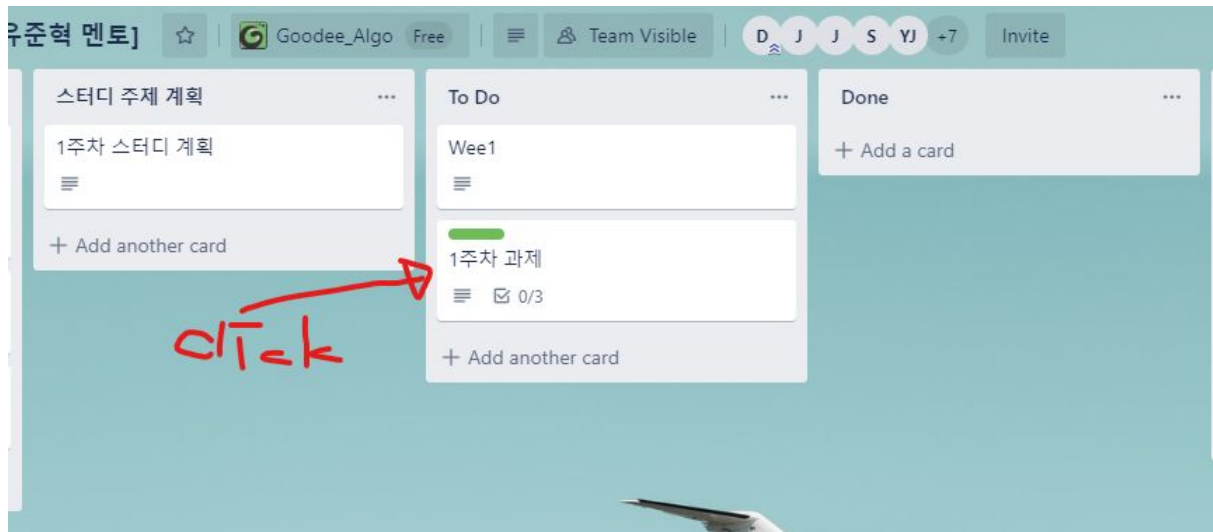 유준혁 멘토] Goodee_Algo Free Team Visible D J J S YJ +7 Invite
스터디 주제 계획
1주차 스터디 계획
+ Add another card
To Do
Wee1
1주차 과제
0/3
+ Add another card
Done
+ Add a card
click